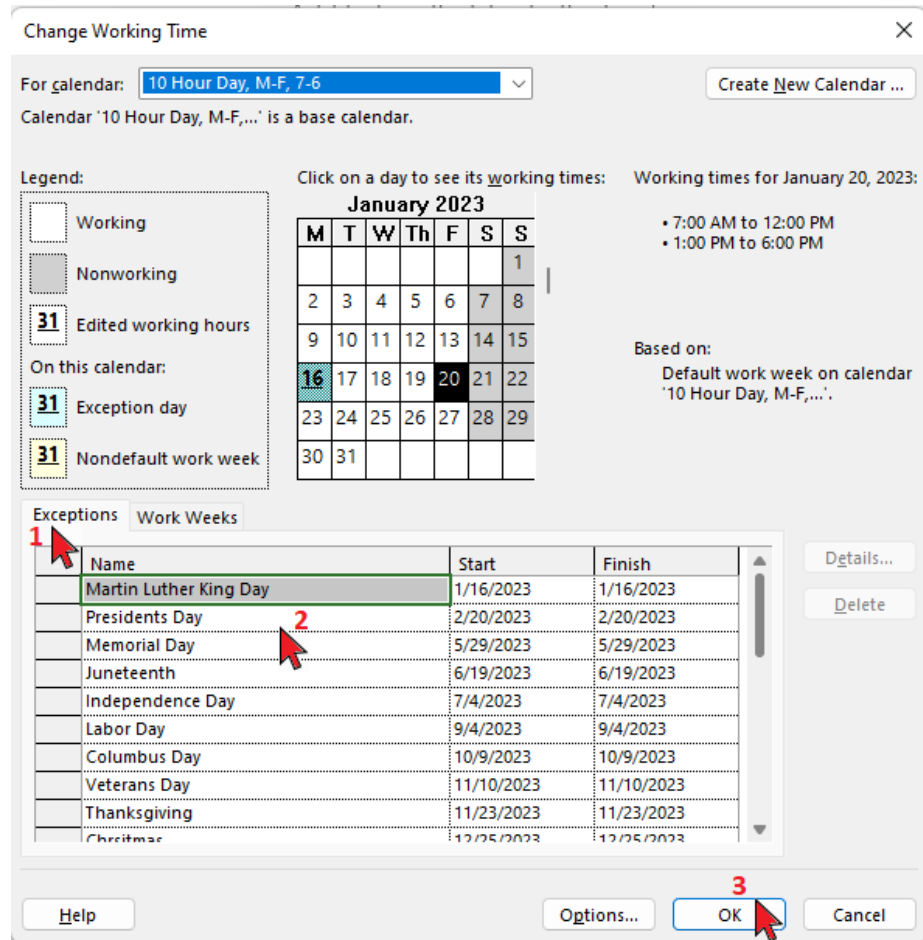 Change Working Time
For calendar: 10 Hour Day, M-F, 7-6
Create New Calendar ...
Calendar '10 Hour Day, M-F,...' is a base calendar.
Legend:
Working
Nonworking
31 Edited working hours
On this calendar:
31 Exception day
31 Nondefault work week
Click on a day to see its working times:
January 2023
M T W Th F S S
1
2 3 4 5 6 7 8
9 10 11 12 13 14 15
16 17 18 19 20 21 22
23 24 25 26 27 28 29
30 31
Working times for January 20, 2023:
• 7:00 AM to 12:00 PM
• 1:00 PM to 6:00 PM
Based on:
Default work week on calendar
'10 Hour Day, M-F,...'.
Exceptions Work Weeks
1
Name Start Finish
Martin Luther King Day 1/16/2023 1/16/2023
Presidents Day 2/20/2023 2/20/2023
2
Memorial Day 5/29/2023 5/29/2023
Juneteenth 6/19/2023 6/19/2023
Independence Day 7/4/2023 7/4/2023
Labor Day 9/4/2023 9/4/2023
Columbus Day 10/9/2023 10/9/2023
Veterans Day 11/10/2023 11/10/2023
Thanksgiving 11/23/2023 11/23/2023
Chrsitmas 12/25/2023 12/25/2023
Details...
Delete
3
Help Options... OK Cancel